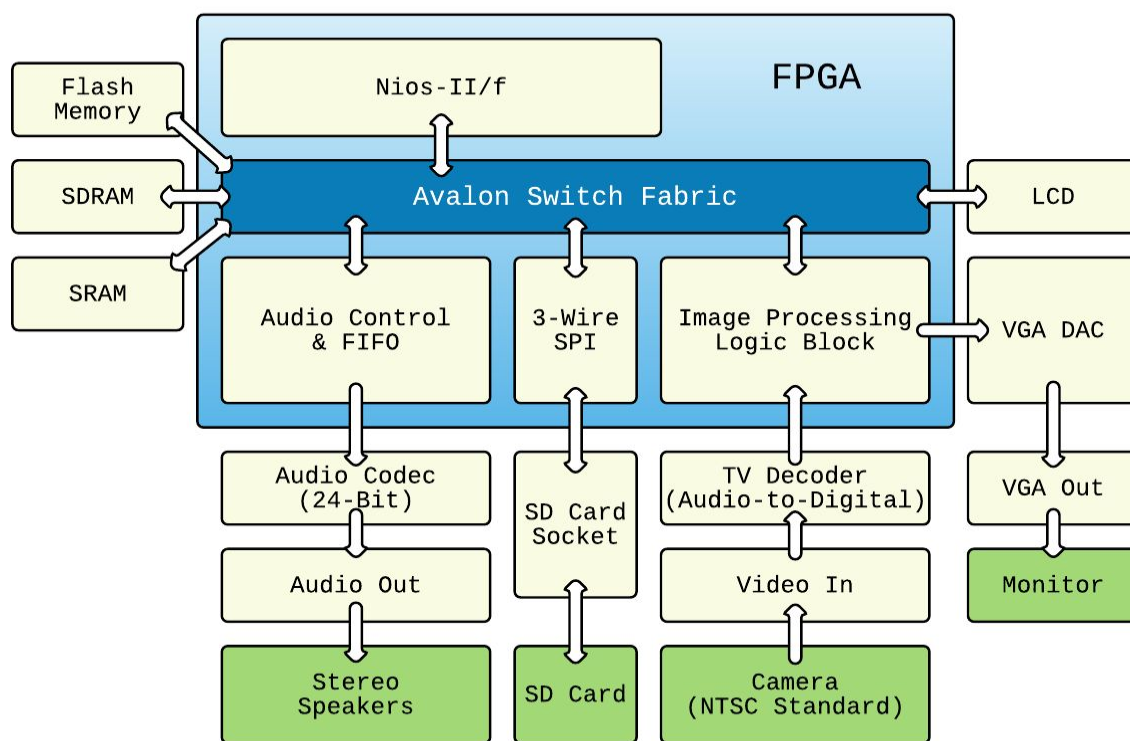 FPGA
Nios-II/f
Flash
Memory
Avalon Switch Fabric
SDRAM
LCD
SRAM
Audio Control
& FIFO
3-Wire
SPI
Image Processing
Logic Block
VGA DAC
Audio Codec
(24-Bit)
SD Card
Socket
TV Decoder
(Audio-to-Digital)
VGA Out
Audio Out
Video In
Monitor
Stereo
Speakers
SD Card
Camera
(NTSC Standard)